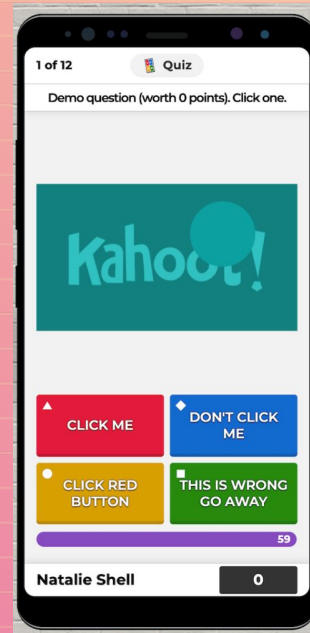 1 of 12
Quiz
Demo question (worth 0 points). Click one.
Kahoot!
CLICK ME
DON'T CLICK
ME
CLICK RED
BUTTON
THIS IS WRONG
GO AWAY
59
Natalie Shell
0